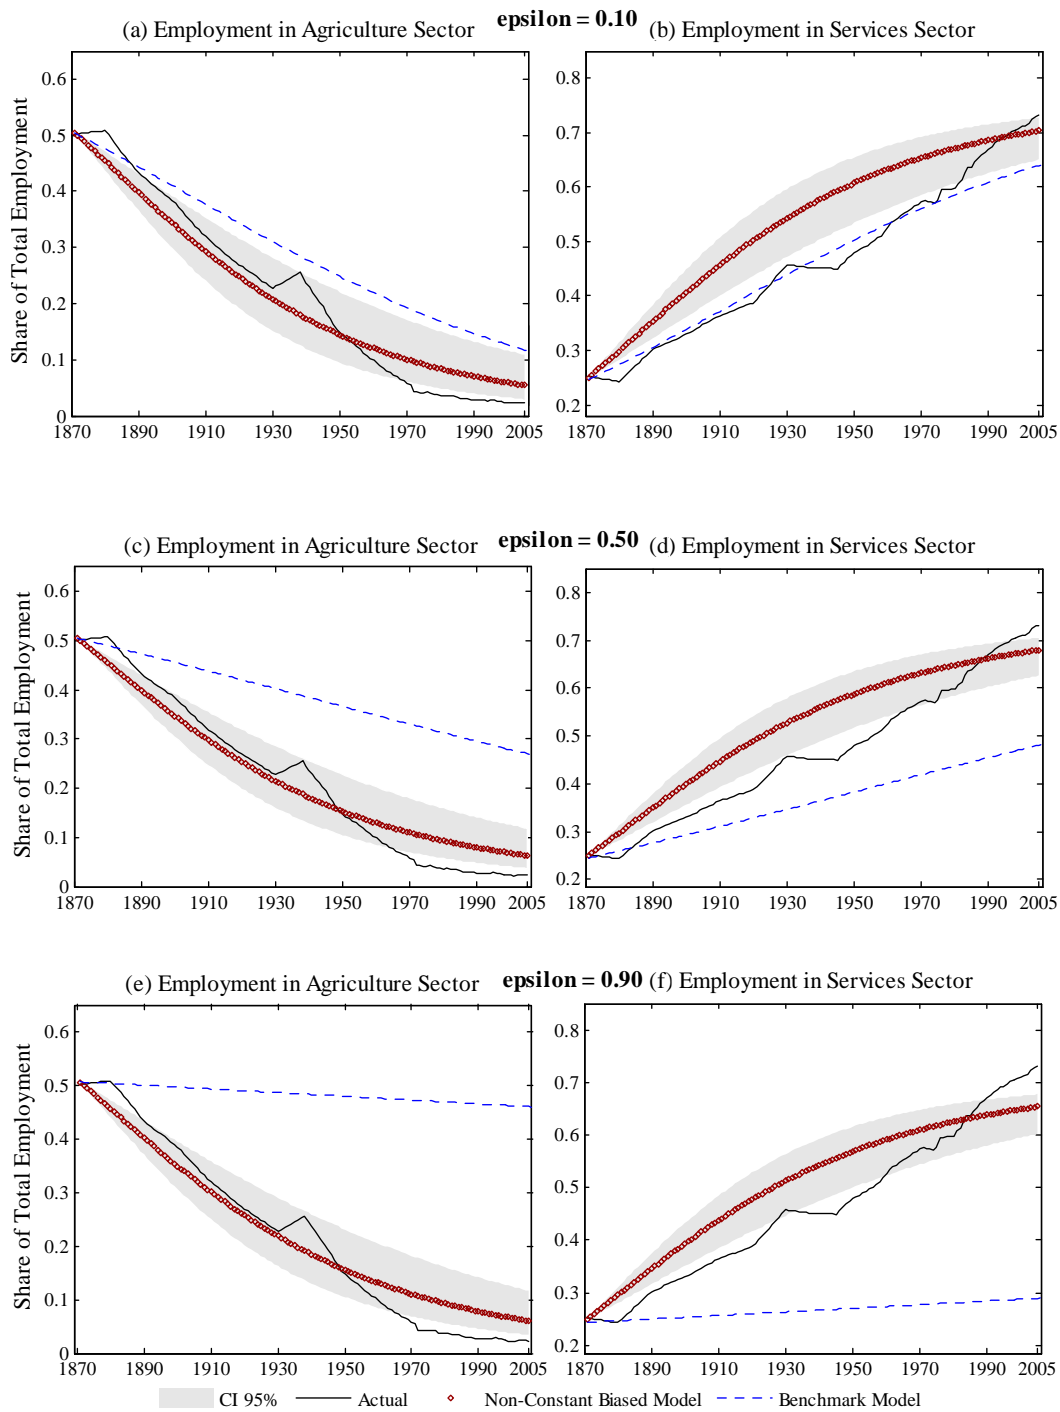 epsilon = 0.10
(a) Employment in Agriculture Sector
(b) Employment in Services Sector
Share of Total Employment
0.6
0.5
0.4
0.3
0.2
0.1
0
1870 1890 1910 1930 1950 1970 1990 2005
0.8
0.7
0.6
0.5
0.4
0.3
0.2
1870 1890 1910 1930 1950 1970 1990 2005
epsilon = 0.50
(c) Employment in Agriculture Sector
(d) Employment in Services Sector
Share of Total Employment
0.6
0.5
0.4
0.3
0.2
0.1
0
1870 1890 1910 1930 1950 1970 1990 2005
0.8
0.7
0.6
0.5
0.4
0.3
0.2
1870 1890 1910 1930 1950 1970 1990 2005
epsilon = 0.90
(e) Employment in Agriculture Sector
(f) Employment in Services Sector
Share of Total Employment
0.6
0.5
0.4
0.3
0.2
0.1
0
1870 1890 1910 1930 1950 1970 1990 2005
0.8
0.7
0.6
0.5
0.4
0.3
0.2
1870 1890 1910 1930 1950 1970 1990 2005
CI 95% Actual Non-Constant Biased Model Benchmark Model